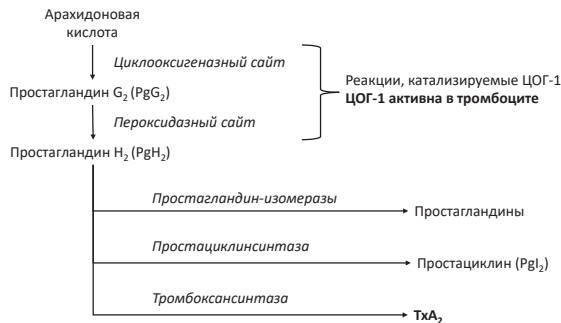 Арахидоновая
кислота
Циклооксигеназный сайт
Реакции, катализируемые ЦОГ-1
ЦОГ-1 активна в тромбоците
Простагландин G₂ (PgG₂)
Пероксидазный сайт
Простагландин H₂ (PgH₂)
Простагландин-изомеразы
Простагландины
Простациклинсинтаза
Простациклин (PgI₂)
Тромбоксансинтаза
TxA₂